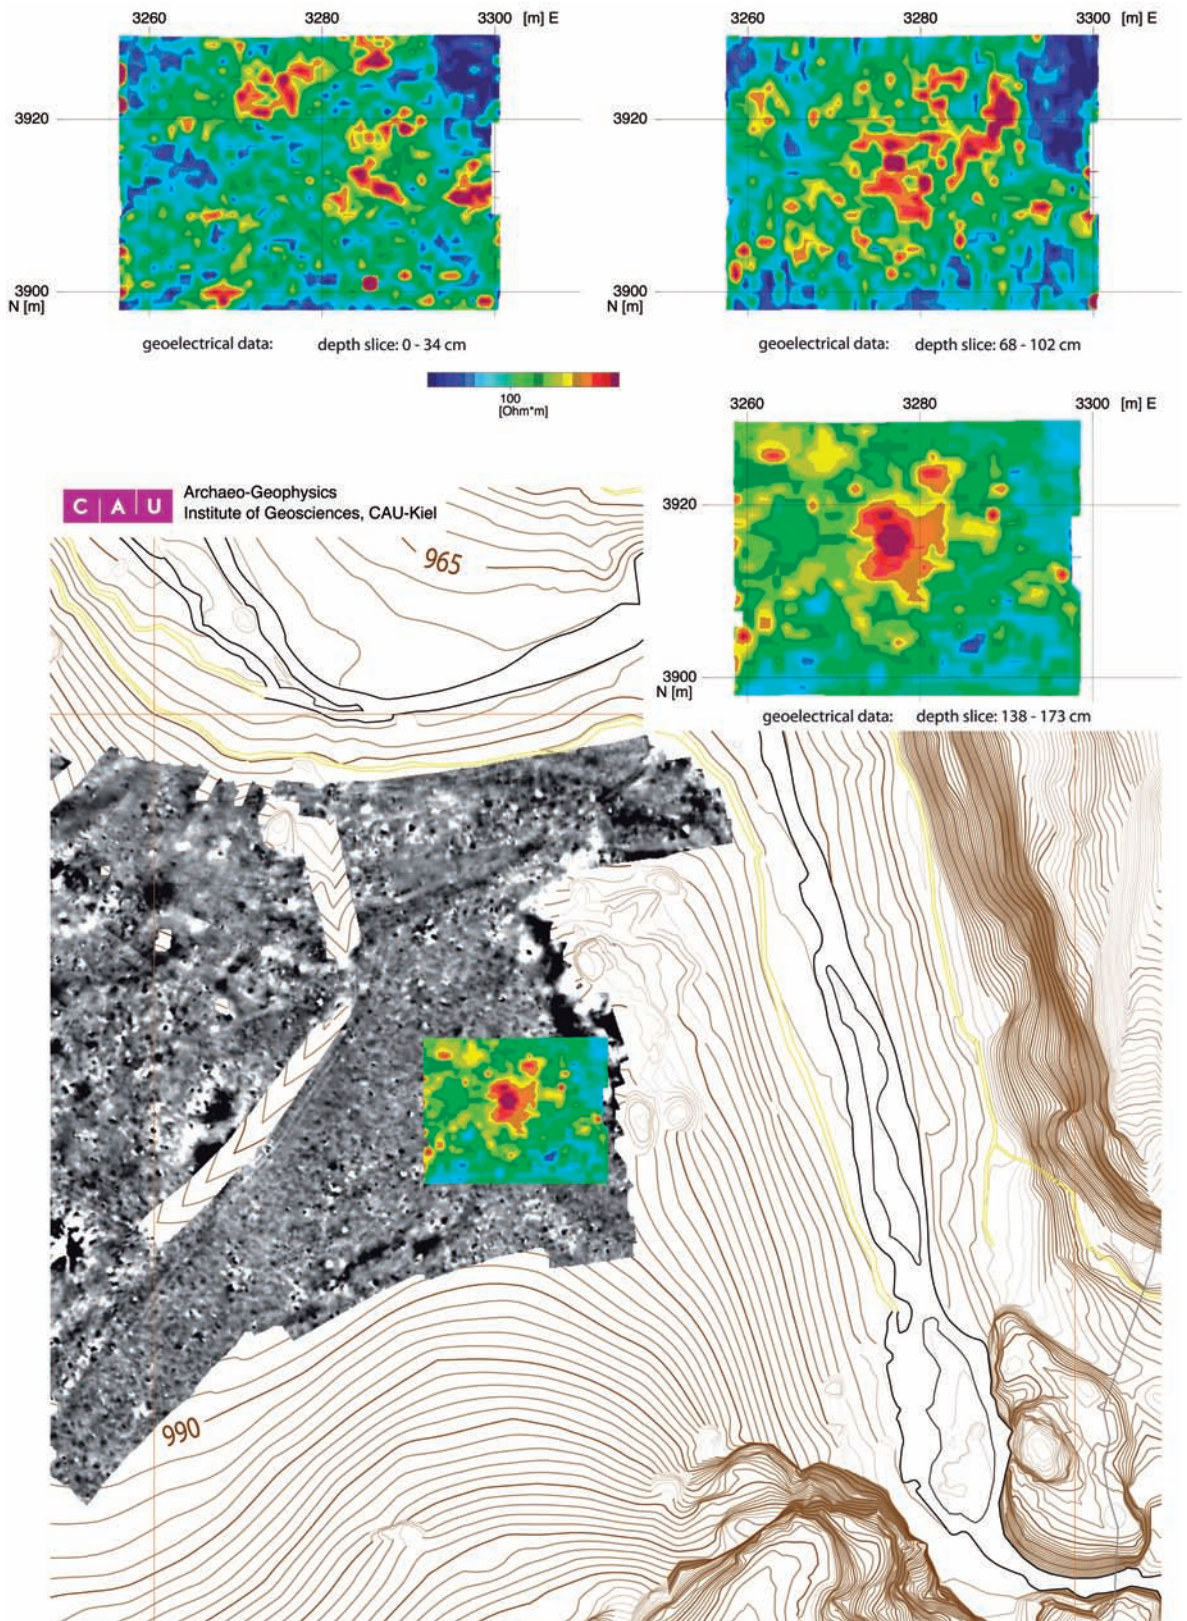 3260 3280 3300 [m] E
3920
3900
N [m]
geoelectrical data: depth slice: 0 - 34 cm
3260 3280 3300 [m] E
3920
3900
N [m]
geoelectrical data: depth slice: 68 - 102 cm
100
[Ohm*m]
3260 3280 3300 [m] E
3920
3900
N [m]
geoelectrical data: depth slice: 138 - 173 cm
C A U
Archaeo-Geophysics
Institute of Geosciences, CAU-Kiel
965
990